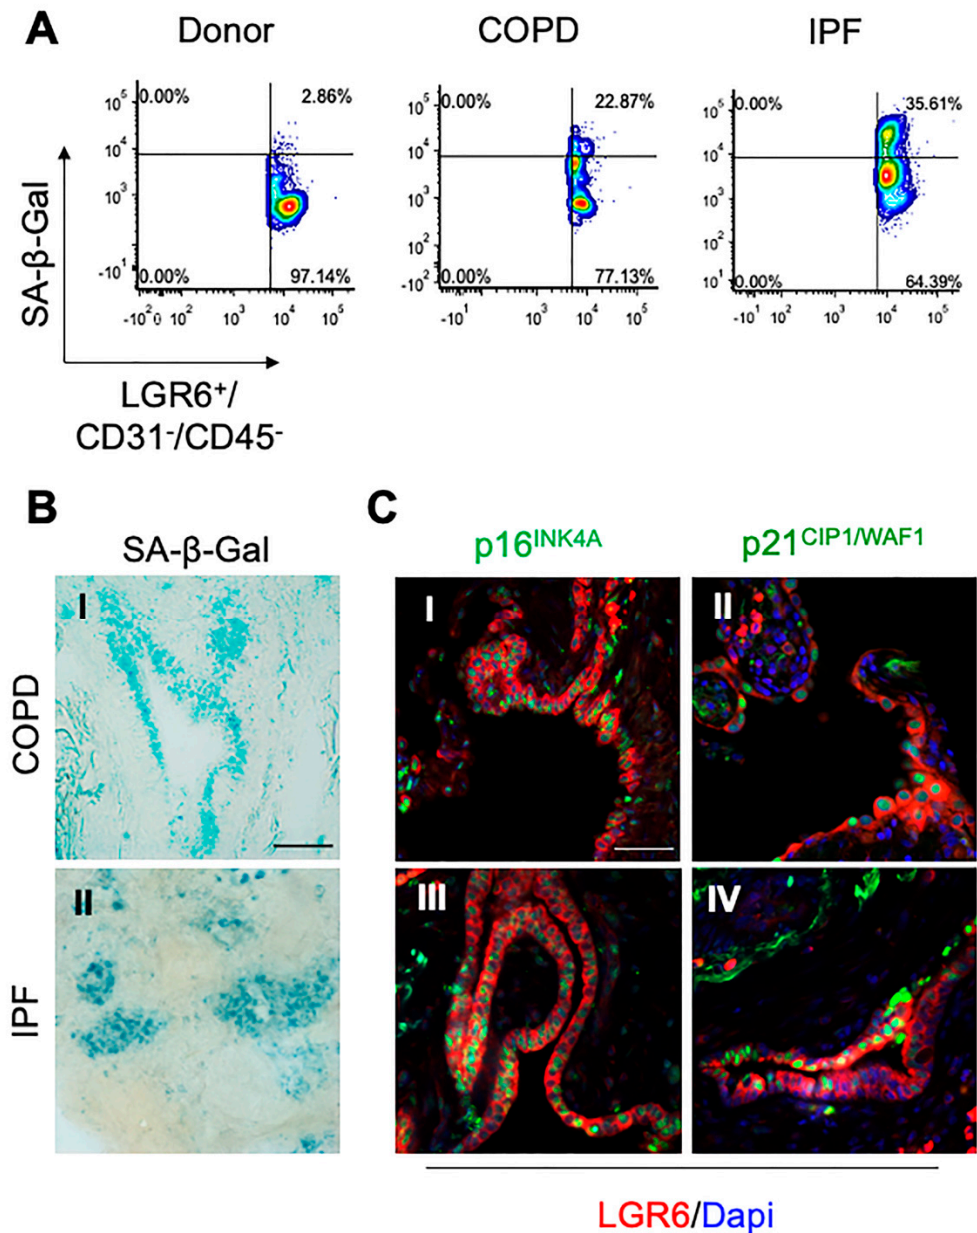 A
Donor
COPD
IPF
SA-β-Gal
10⁵
10⁴
10³
-10¹
0.00%
2.86%
0.00%
97.14%
-10² 0 10² 10³ 10⁴ 10⁵
10⁵
10⁴
10³
10²
-10²
0.00%
22.87%
0.00%
77.13%
-10¹ 10³ 10⁴ 10⁵
10⁵
10⁴
10³
10²
10¹
0.00%
35.61%
0.00%
64.39%
-10¹ 10² 10³ 10⁴ 10⁵
LGR6⁺/
CD31⁻/CD45⁻
B
SA-β-Gal
COPD
I
IPF
II
C
p16ᴵᴺᴷ⁴ᴬ
p21ᶜᴵᴾ¹/ᵂᴬᶠ¹
I
II
III
IV
LGR6/Dapi